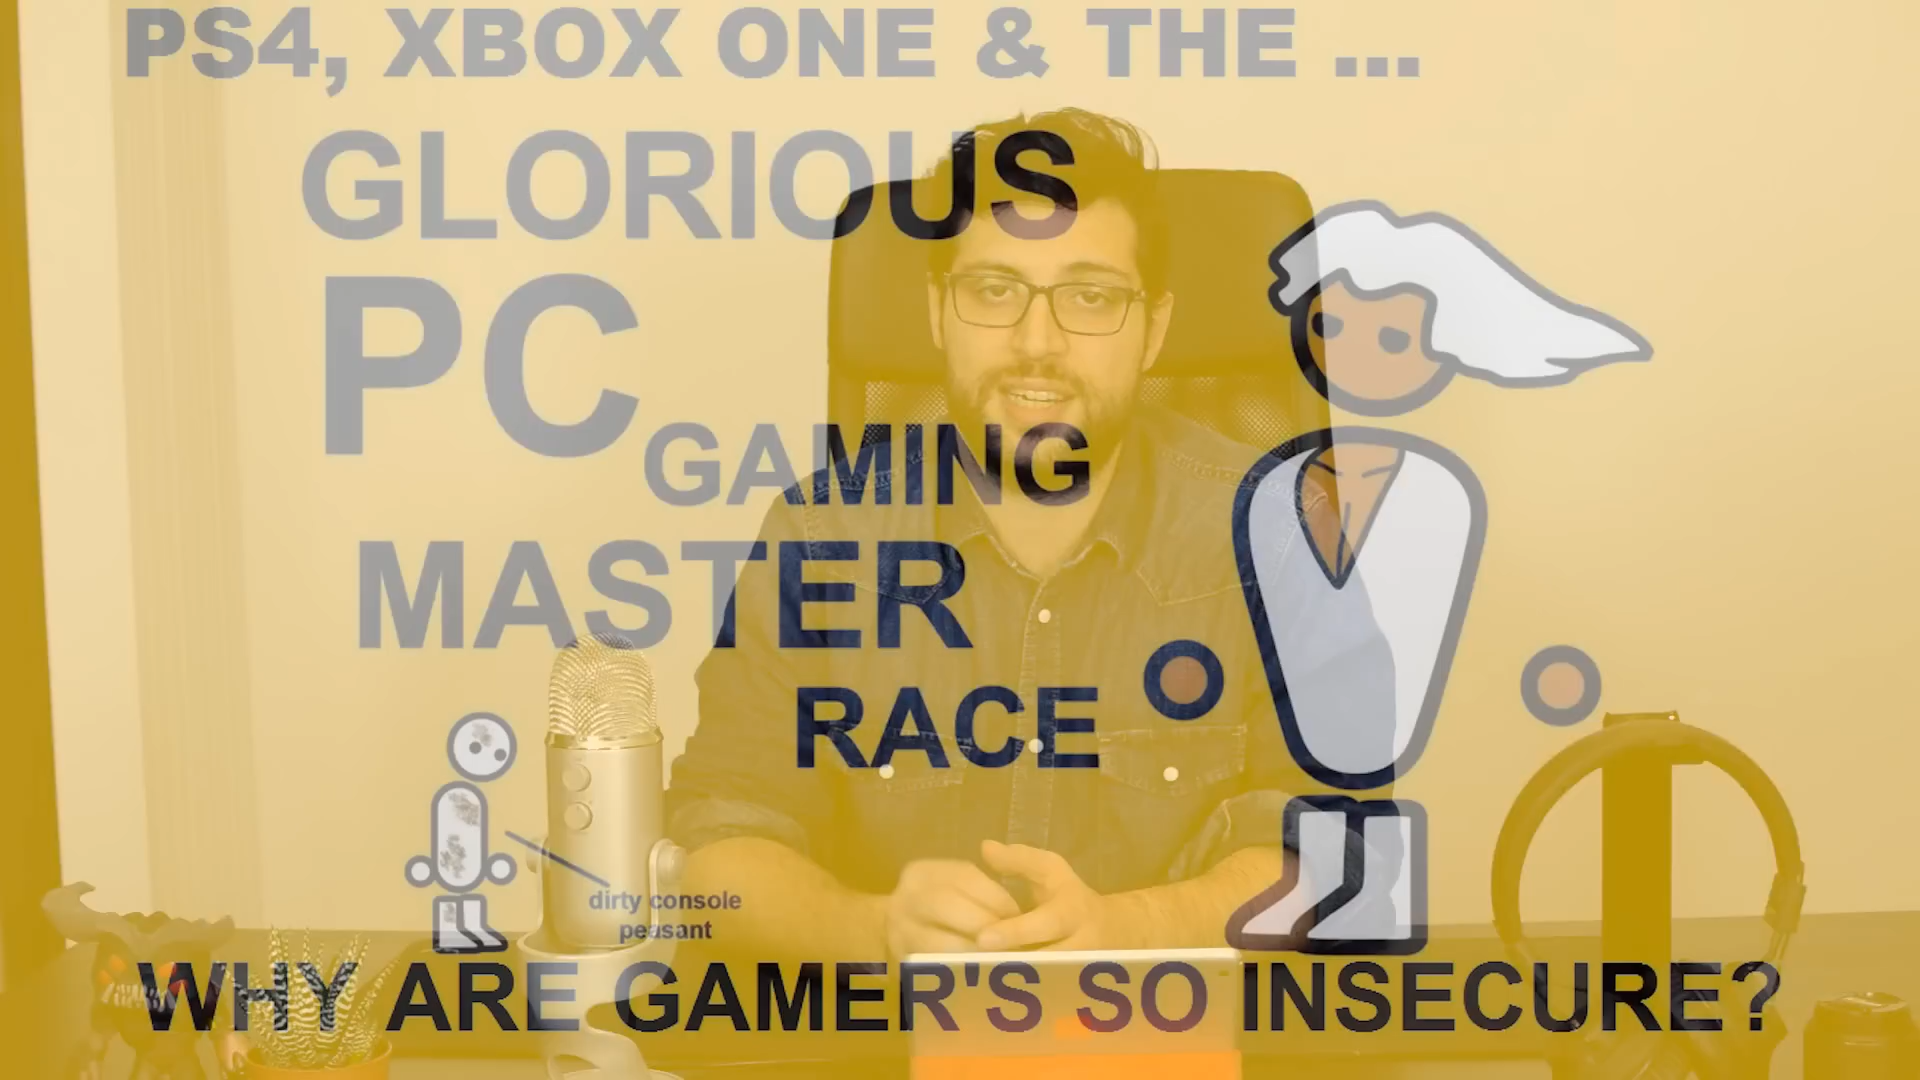 PS4, XBOX ONE & THE ...
GLORIOUS
PC
GAMING
MASTER
RACE
dirty console
peasant
WHY ARE GAMER'S SO INSECURE?